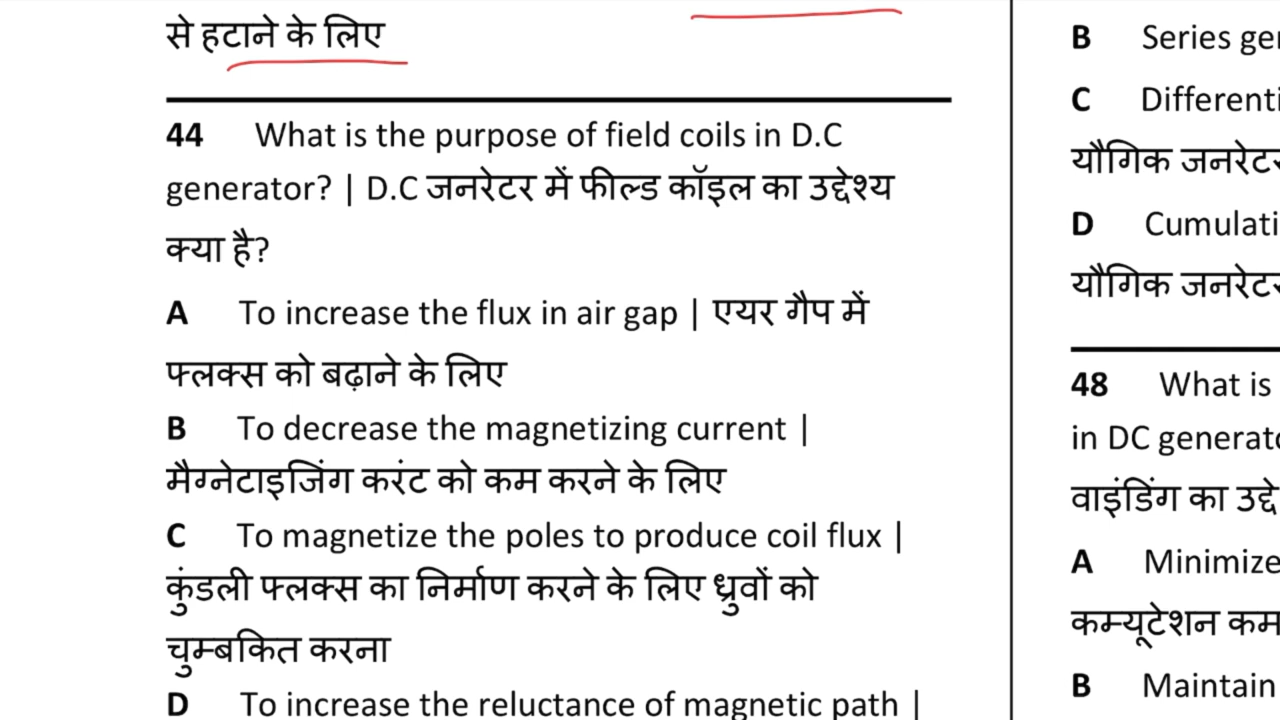 से हटाने के लिए
44 What is the purpose of field coils in D.C
generator? | D.C जनरेटर में फील्ड कॉइल का उद्देश्य
क्या है?
A To increase the flux in air gap | एयर गैप में
फ्लक्स को बढ़ाने के लिए
B To decrease the magnetizing current |
मैग्नेटाइजिंग करंट को कम करने के लिए
C To magnetize the poles to produce coil flux |
कुंडली फ्लक्स का निर्माण करने के लिए ध्रुवों को
चुम्बकित करना
D To increase the reluctance of magnetic path |
B Series
C
यौगिक
D
यौगिक
48 What is
in DC
वाइंडिंग का
A Minimize
कम्यूटेशन कम
B Maintain